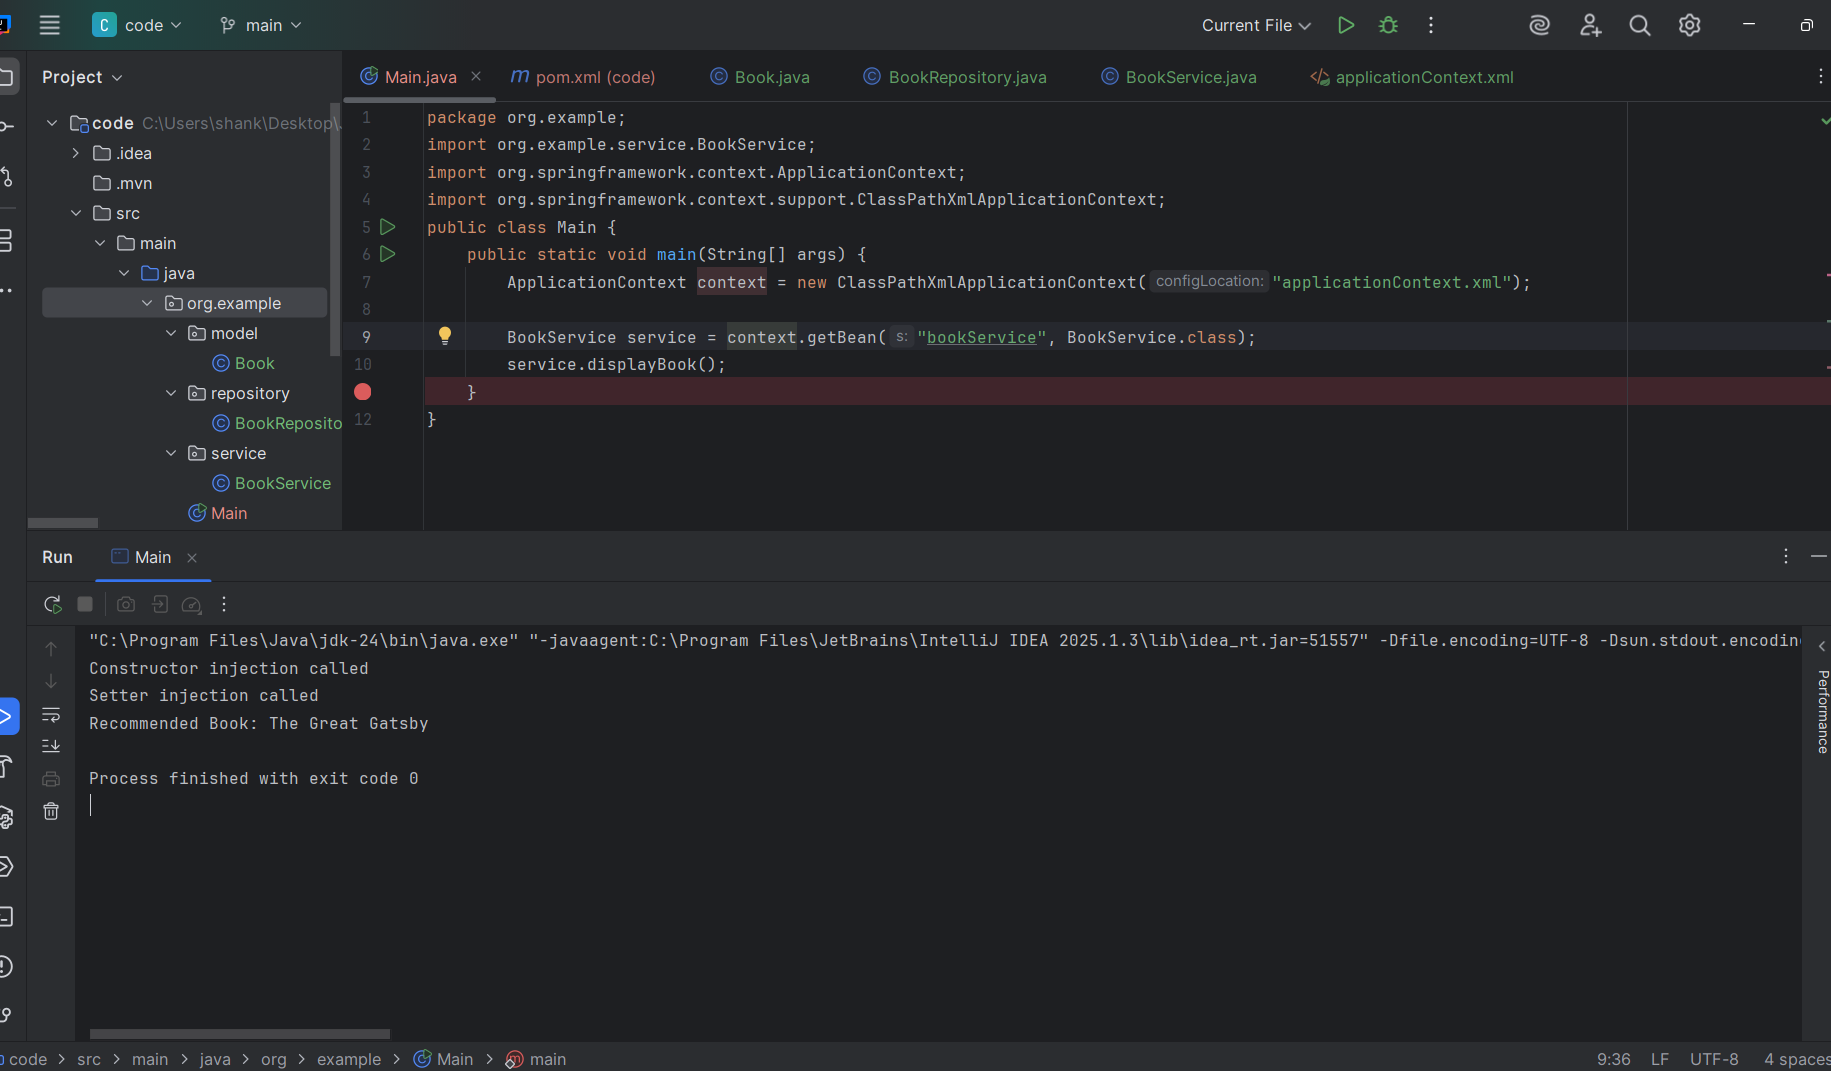 C code main Current File
Project
Main.java pom.xml (code) Book.java BookRepository.java BookService.java applicationContext.xml
code C:\Users\shank\Desktop\
.idea
.mvn
src
main
java
org.example
model
Book
repository
BookReposito
service
BookService
Main
1 package org.example;
2 import org.example.service.BookService;
3 import org.springframework.context.ApplicationContext;
4 import org.springframework.context.support.ClassPathXmlApplicationContext;
5 public class Main {
6 public static void main(String[] args) {
7 ApplicationContext context = new ClassPathXmlApplicationContext( configLocation: "applicationContext.xml");
8
9 BookService service = context.getBean( s: "bookService", BookService.class);
10 service.displayBook();
}
12 }
Run Main
"C:\Program Files\Java\jdk-24\bin\java.exe" "-javaagent:C:\Program Files\JetBrains\IntelliJ IDEA 2025.1.3\lib\idea_rt.jar=51557" -Dfile.encoding=UTF-8 -Dsun.stdout.encoding
Constructor injection called
Setter injection called
Recommended Book: The Great Gatsby
Process finished with exit code 0
Performance
code > src > main > java > org > example > Main > main
9:36 LF UTF-8 4 spaces